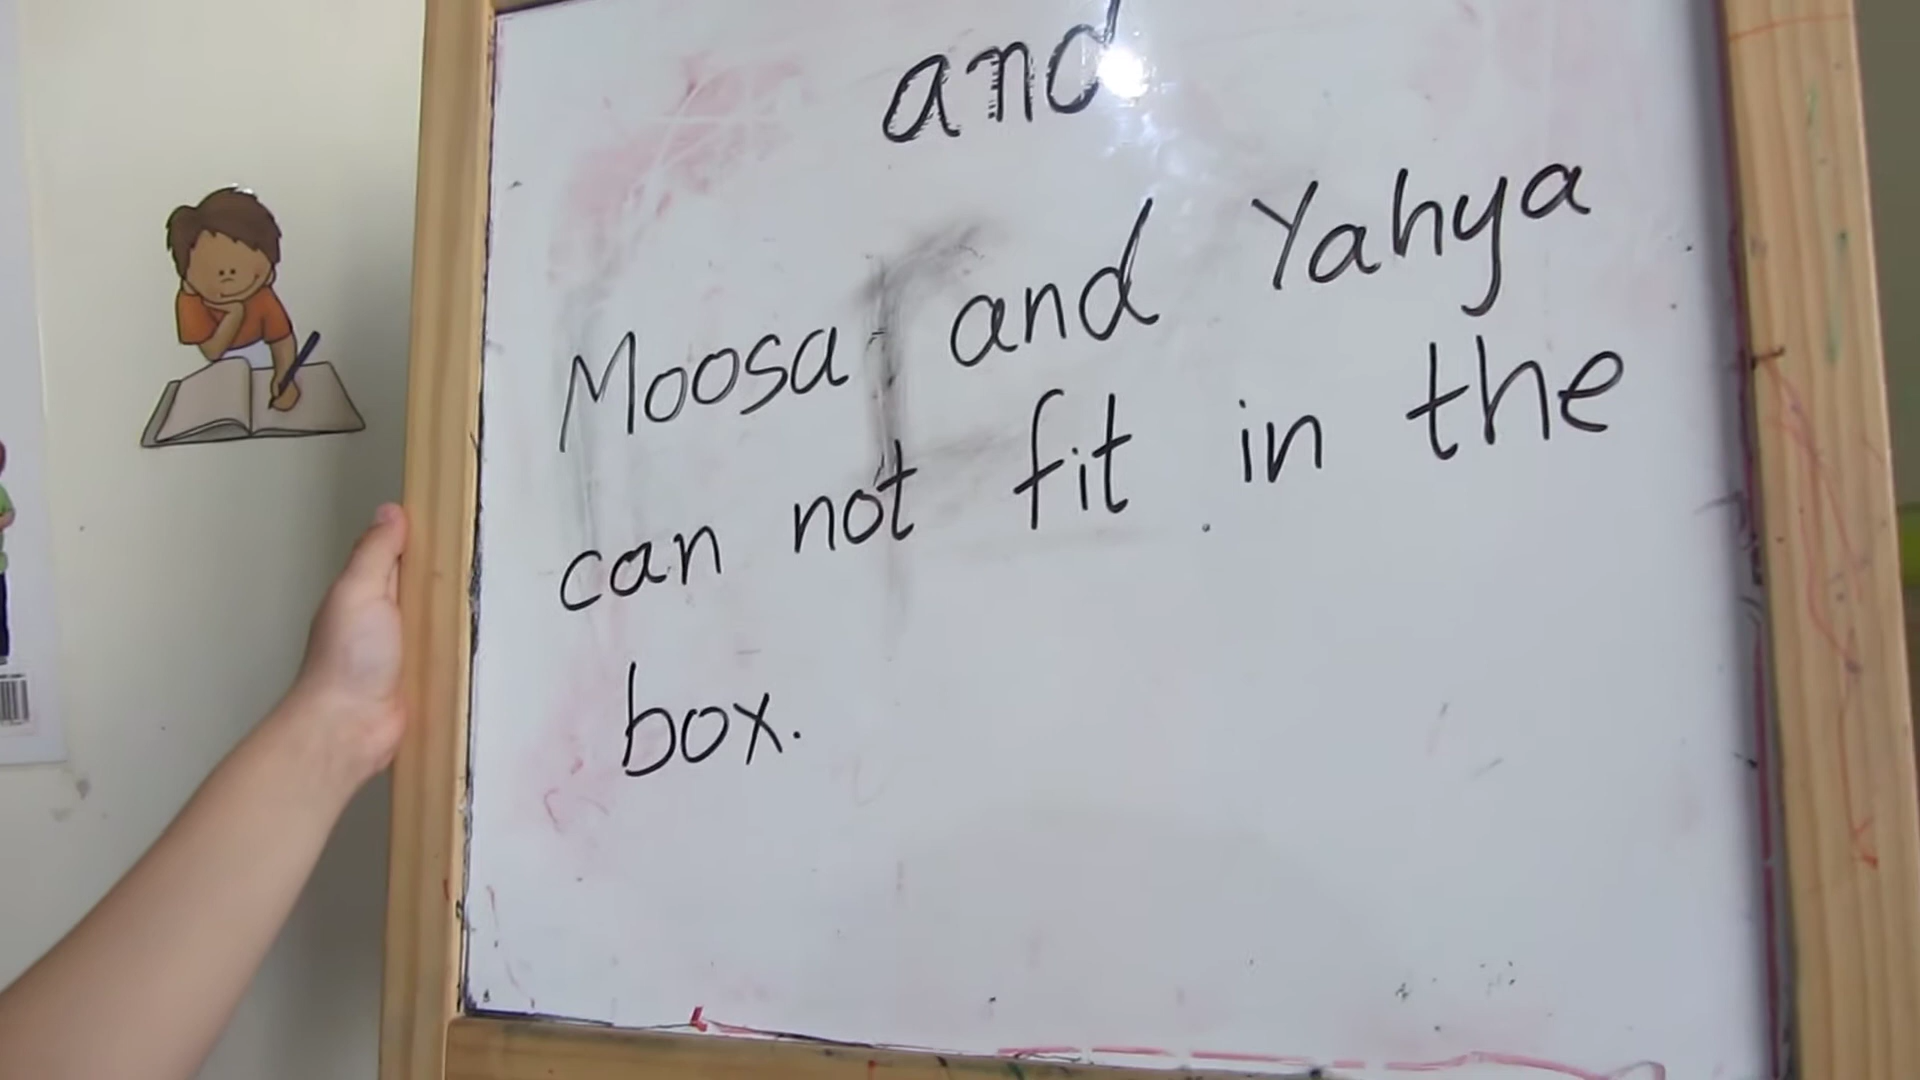 and
Moosa and Yahya
can not fit in the
box.